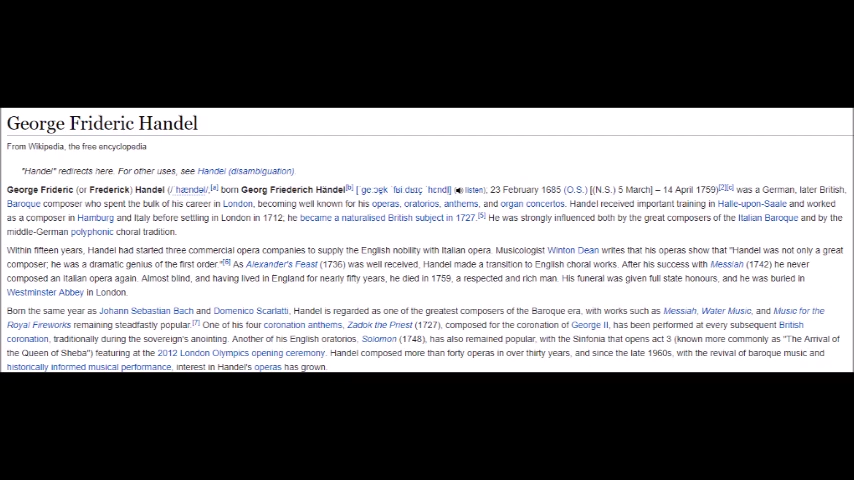 George Frideric Handel
From Wikipedia, the free encyclopedia
"Handel" redirects here. For other uses, see Handel (disambiguation).
George Frideric (or Frederick) Handel (/ˈhændəl/;[a] born Georg Friederich Händel[b] (listen); 23 February 1685 (O.S.) [(N.S.) 5 March] – 14 April 1759)[2][c] was a German, later British,
Baroque composer who spent the bulk of his career in London, becoming well known for his operas, oratorios, anthems, and organ concertos. Handel received important training in Halle-upon-Saale and worked
as a composer in Hamburg and Italy before settling in London in 1712; he became a naturalised British subject in 1727.[5] He was strongly influenced both by the great composers of the Italian Baroque and by the
middle-German polyphonic choral tradition.
Within fifteen years, Handel had started three commercial opera companies to supply the English nobility with Italian opera. Musicologist Winton Dean writes that his operas show that "Handel was not only a great
composer; he was a dramatic genius of the first order."[6] As Alexander's Feast (1736) was well received, Handel made a transition to English choral works. After his success with Messiah (1742) he never
composed an Italian opera again. Almost blind, and having lived in England for nearly fifty years, he died in 1759, a respected and rich man. His funeral was given full state honours, and he was buried in
Westminster Abbey in London.
Born the same year as Johann Sebastian Bach and Domenico Scarlatti, Handel is regarded as one of the greatest composers of the Baroque era, with works such as Messiah, Water Music, and Music for the
Royal Fireworks remaining steadfastly popular.[7] One of his four coronation anthems, Zadok the Priest (1727), composed for the coronation of George II, has been performed at every subsequent British
coronation, traditionally during the sovereign's anointing. Another of his English oratorios, Solomon (1748), has also remained popular, with the Sinfonia that opens act 3 (known more commonly as "The Arrival of
the Queen of Sheba") featuring at the 2012 London Olympics opening ceremony. Handel composed more than forty operas in over thirty years, and since the late 1960s, with the revival of baroque music and
historically informed musical performance, interest in Handel's operas has grown.